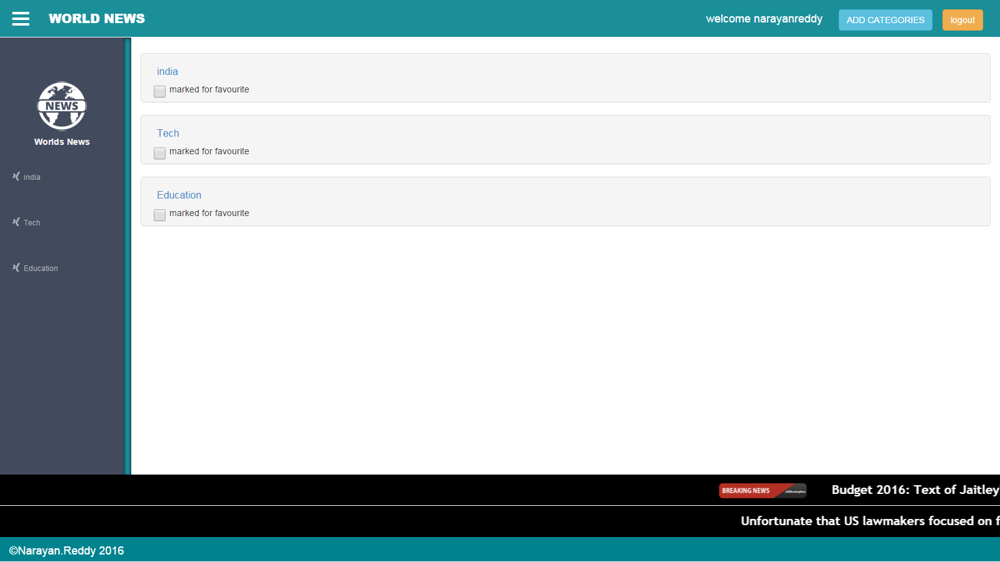 WORLD NEWS
welcome narayanreddy
ADD CATEGORIES
logout
NEWS
Worlds News
india
Tech
Education
india
marked for favourite
Tech
marked for favourite
Education
marked for favourite
BREAKING NEWS
Budget 2016: Text of Jaitley'
Unfortunate that US lawmakers focused on f
©Narayan.Reddy 2016